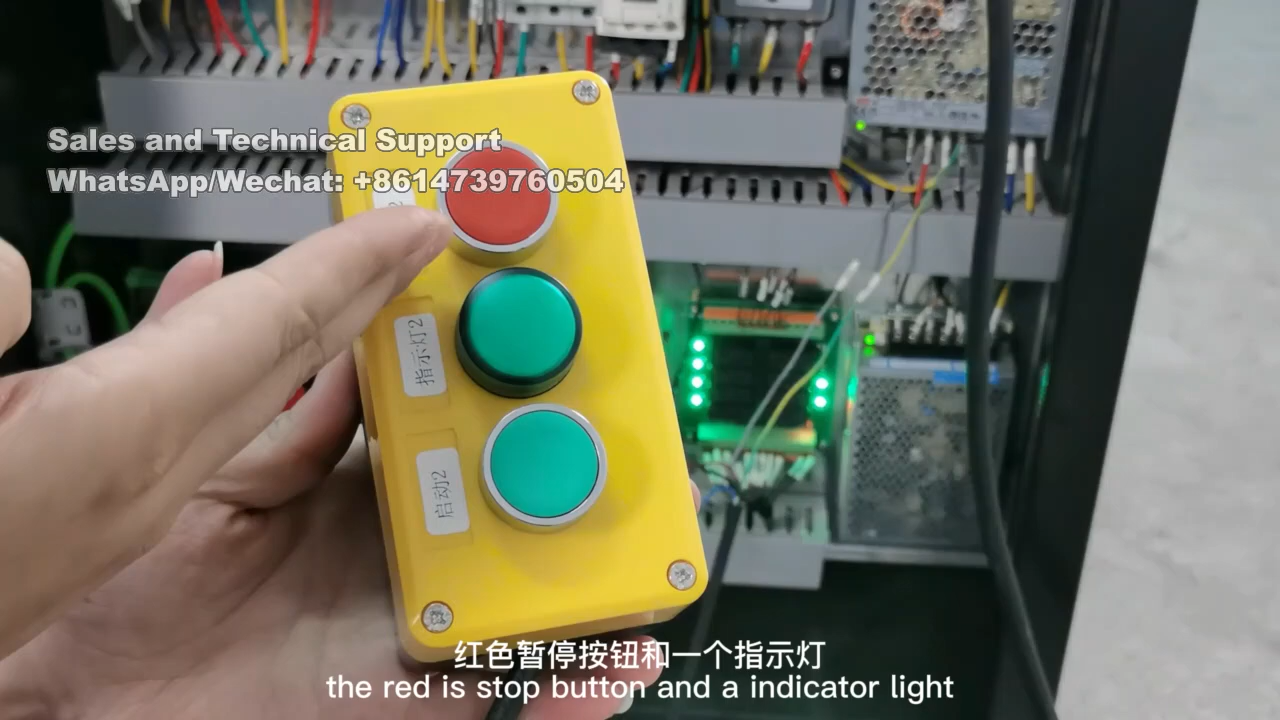 Sales and Technical Support
WhatsApp/Wechat: +8614739760504
2
指示灯2
启动2
红色暂停按钮和一个指示灯
the red is stop button and a indicator light